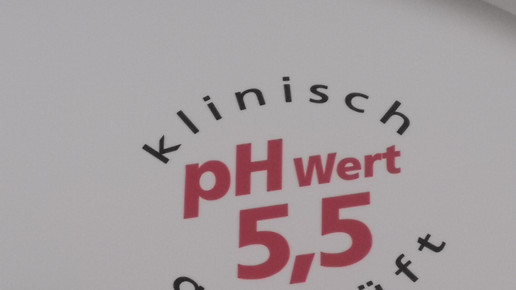 klinisch
pH Wert
5,5